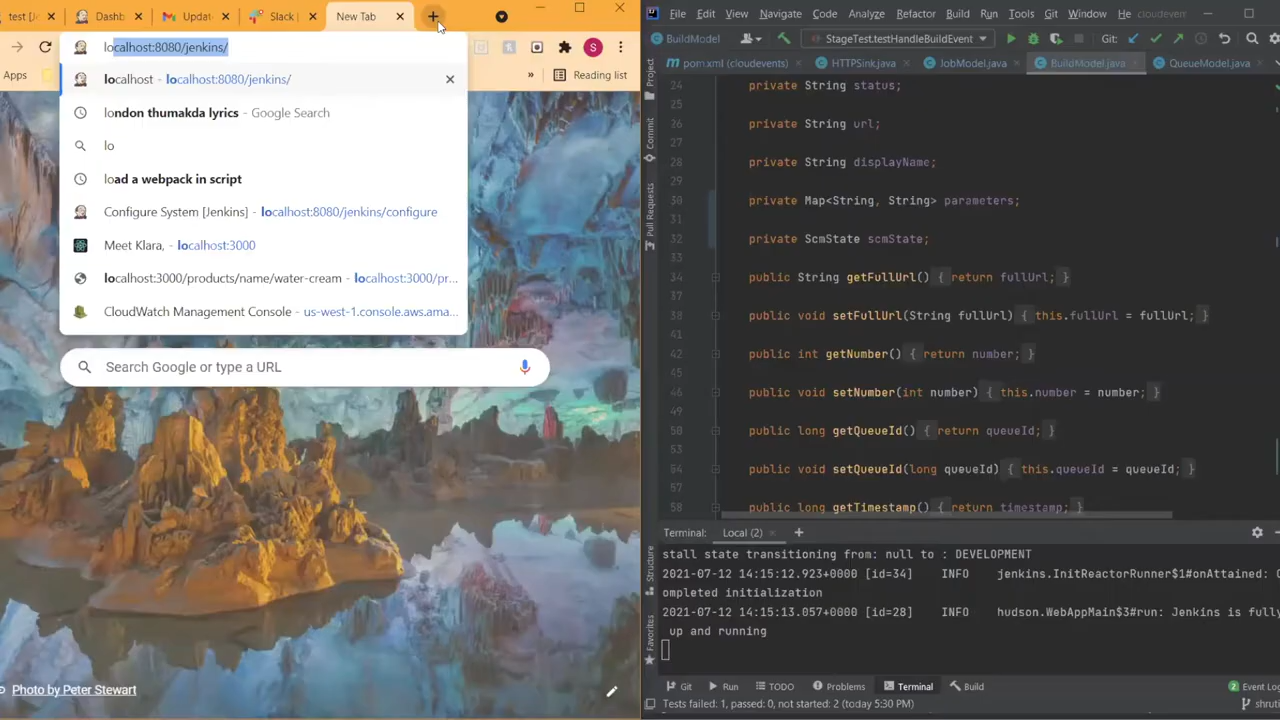 test [J
Dashb
Updat
Slack
New Tab
localhost:8080/jenkins/
Apps
Reading list
localhost - localhost:8080/jenkins/
london thumakda lyrics - Google Search
lo
load a webpack in script
Configure System [Jenkins] - localhost:8080/jenkins/configure
Meet Klara, - localhost:3000
localhost:3000/products/name/water-cream - localhost:3000/pr...
CloudWatch Management Console - us-west-1.console.aws.ama...
Search Google or type a URL
Photo by Peter Stewart
File Edit View Navigate Code Analyze Refactor Build Run Tools Git Window He cloudeven
BuildModel
StageTest.testHandleBuildEvent
Git:
pom.xml (cloudevents) HTTPSink.java JobModel.java BuildModel.java QueueModel.java
24 private String status;
25
26 private String url;
27
28 private String displayName;
29
30 private Map<String, String> parameters;
31
32 private ScmState scmState;
34 public String getFullUrl() { return fullUrl; }
37
38 public void setFullUrl(String fullUrl) { this.fullUrl = fullUrl; }
41
42 public int getNumber() { return number; }
45
46 public void setNumber(int number) { this.number = number; }
49
50 public long getQueueId() { return queueId; }
53
54 public void setQueueId(long queueId) { this.queueId = queueId; }
57
58 public long getTimestamp() { return timestamp; }
Project
Commit
Pull Requests
Structure
Favorites
Terminal: Local (2)
stall state transitioning from: null to : DEVELOPMENT
2021-07-12 14:15:12.923+0000 [id=34] INFO jenkins.InitReactorRunner$1#onAttained: C
ompleted initialization
2021-07-12 14:15:13.057+0000 [id=28] INFO hudson.WebAppMain$3#run: Jenkins is fully
up and running
Git Run TODO Problems Terminal Build 2 Event Log
Tests failed: 1, passed: 0, not started: 2 (today 5:30 PM) shruti